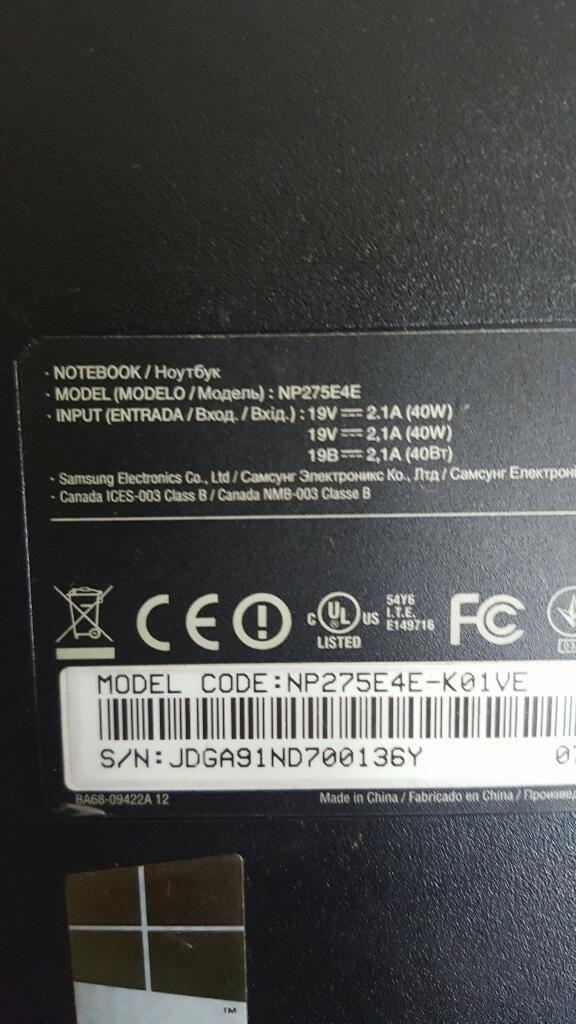 · NOTEBOOK / Ноутбук
· MODEL (MODELO / Модель) : NP275E4E
· INPUT (ENTRADA / Вход. / Вхід.) : 19V ⎓ 2.1A (40W)
19V ⎓ 2,1A (40W)
19В ⎓ 2,1A (40Вт)
· Samsung Electronics Co., Ltd / Самсунг Электроникс Ко., Лтд / Самсунг Електроні
· Canada ICES-003 Class B / Canada NMB-003 Classe B
CE
C UL US
®
LISTED
54Y6
I.T.E.
E149716
FC
MODEL CODE:NP275E4E-K01VE
S/N:JDGA91ND700136Y 07
BA68-09422A 12
Made in China / Fabricado en China / Произвед
TM